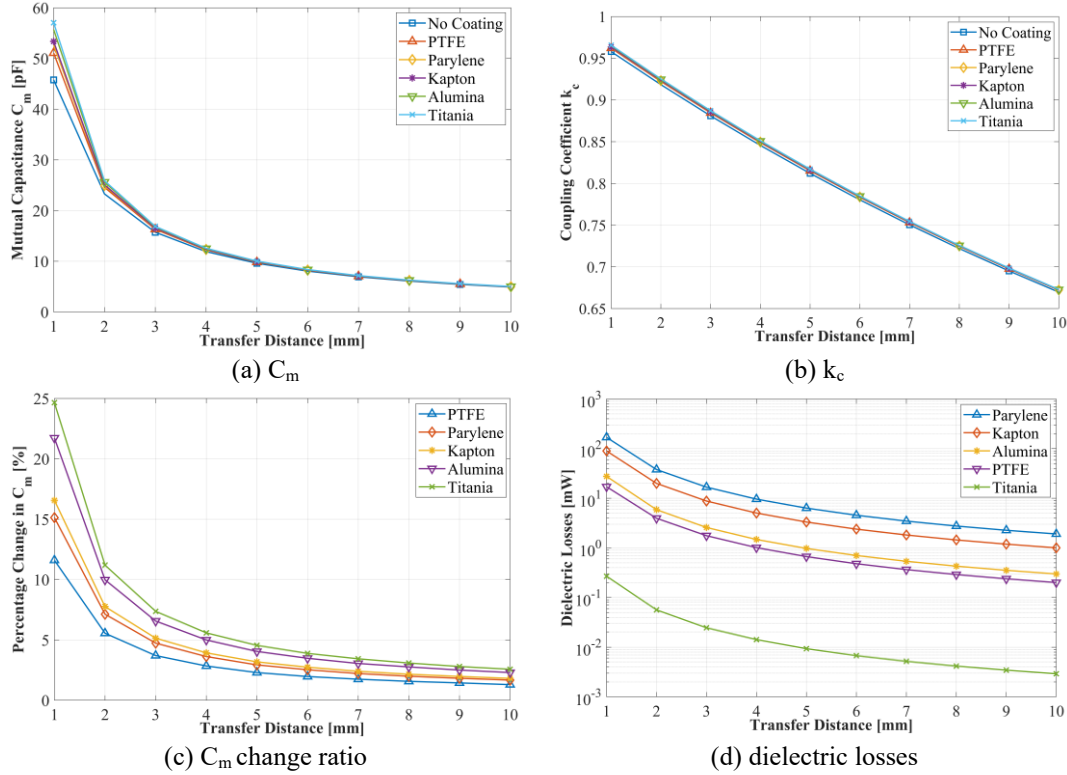 60
50
40
30
20
10
0
Mutual Capacitance C_m [pF]
No Coating
PTFE
Parylene
Kapton
Alumina
Titania
1 2 3 4 5 6 7 8 9 10
Transfer Distance [mm]
(a) C_m
1
0.95
0.9
0.85
0.8
0.75
0.7
0.65
Coupling Coefficient k_c
No Coating
PTFE
Parylene
Kapton
Alumina
Titania
1 2 3 4 5 6 7 8 9 10
Transfer Distance [mm]
(b) k_c
25
20
15
10
5
0
Percentage Change in C_m [%]
PTFE
Parylene
Kapton
Alumina
Titania
1 2 3 4 5 6 7 8 9 10
Transfer Distance [mm]
(c) C_m change ratio
10^3
10^2
10^1
10^0
10^-1
10^-2
10^-3
Dielectric Losses [mW]
Parylene
Kapton
Alumina
PTFE
Titania
1 2 3 4 5 6 7 8 9 10
Transfer Distance [mm]
(d) dielectric losses